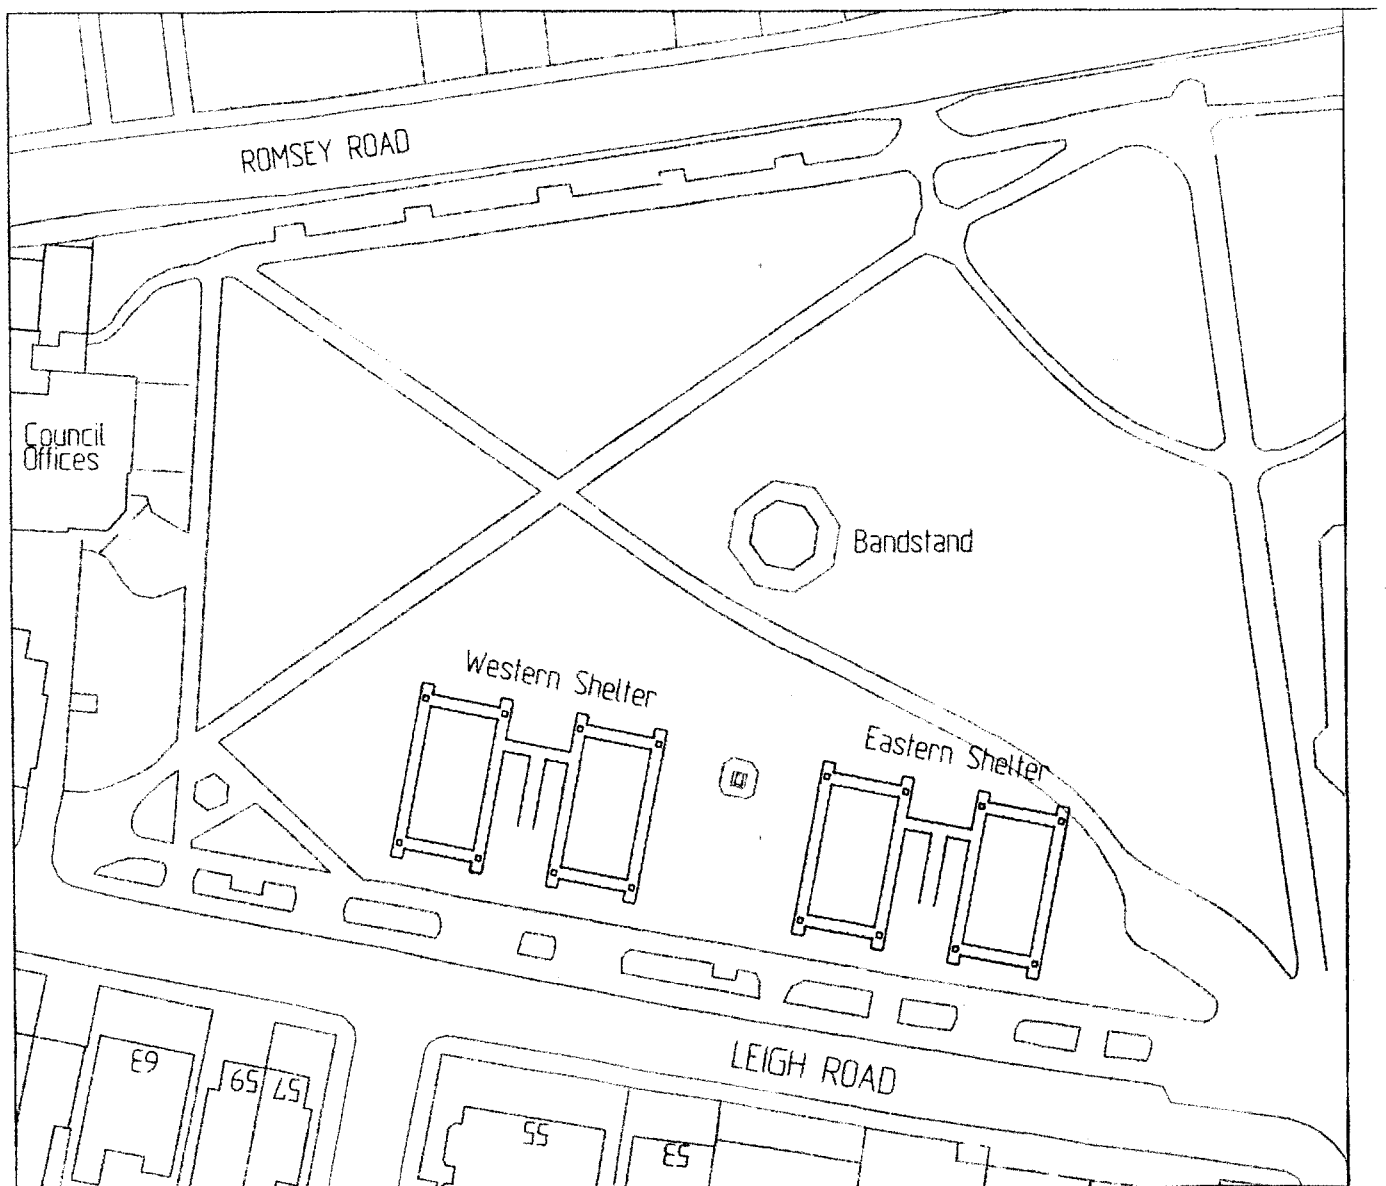 ROMSEY ROAD
Council
Offices
Bandstand
Western Shelter
Eastern Shelter
LEIGH ROAD
63
59
57
55
53